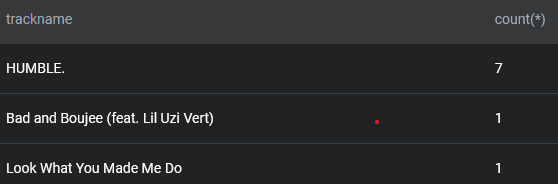 trackname count(*)
HUMBLE. 7
Bad and Boujee (feat. Lil Uzi Vert) 1
Look What You Made Me Do 1